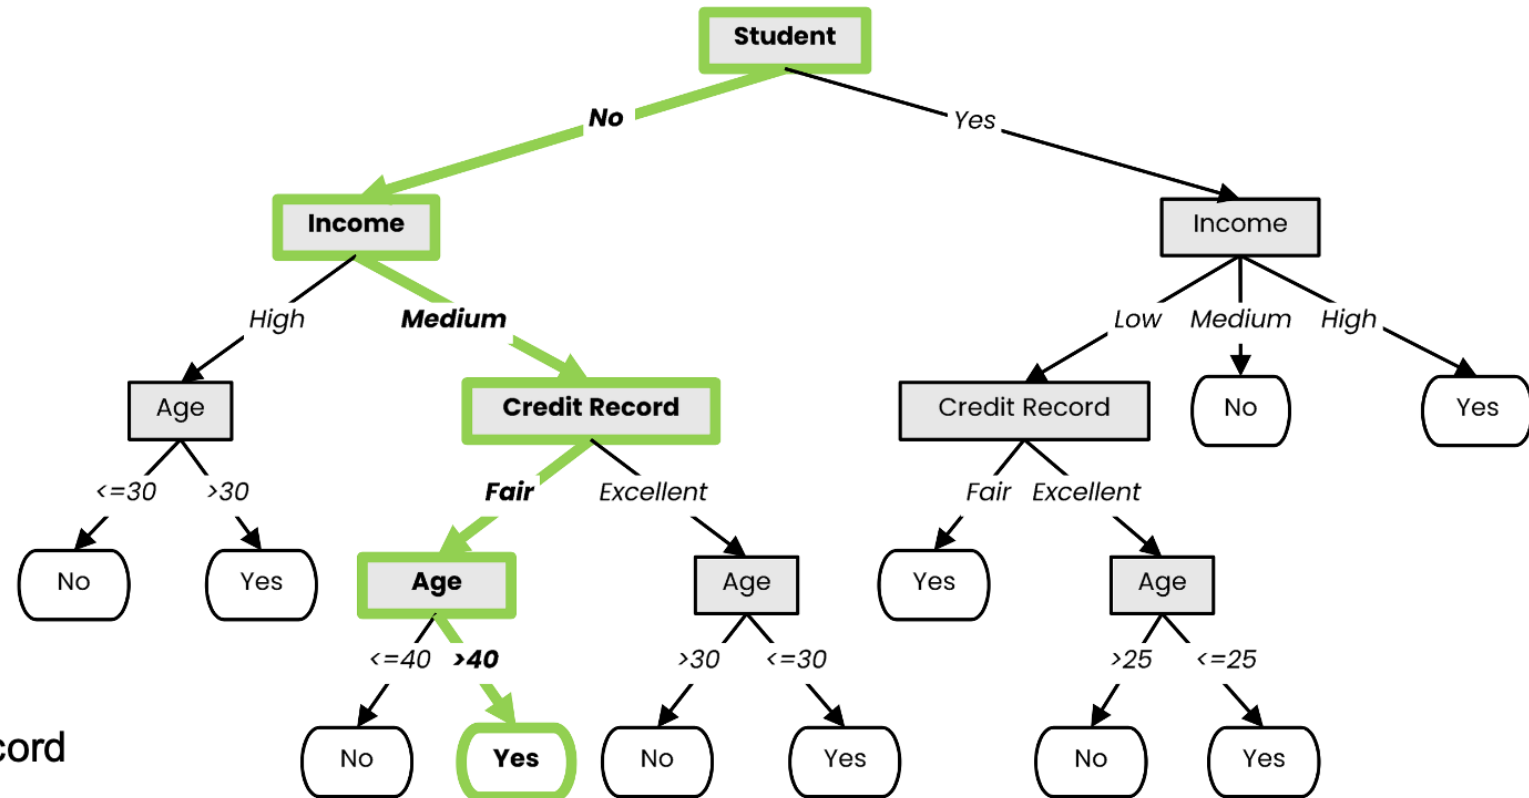 Student
No
Yes
Income
Income
High
Medium
Low
Medium
High
Age
Credit Record
Credit Record
No
Yes
<=30
>30
Fair
Excellent
Fair
Excellent
No
Yes
Age
Age
Yes
Age
<=40
>40
>30
<=30
>25
<=25
No
Yes
No
Yes
No
Yes
cord